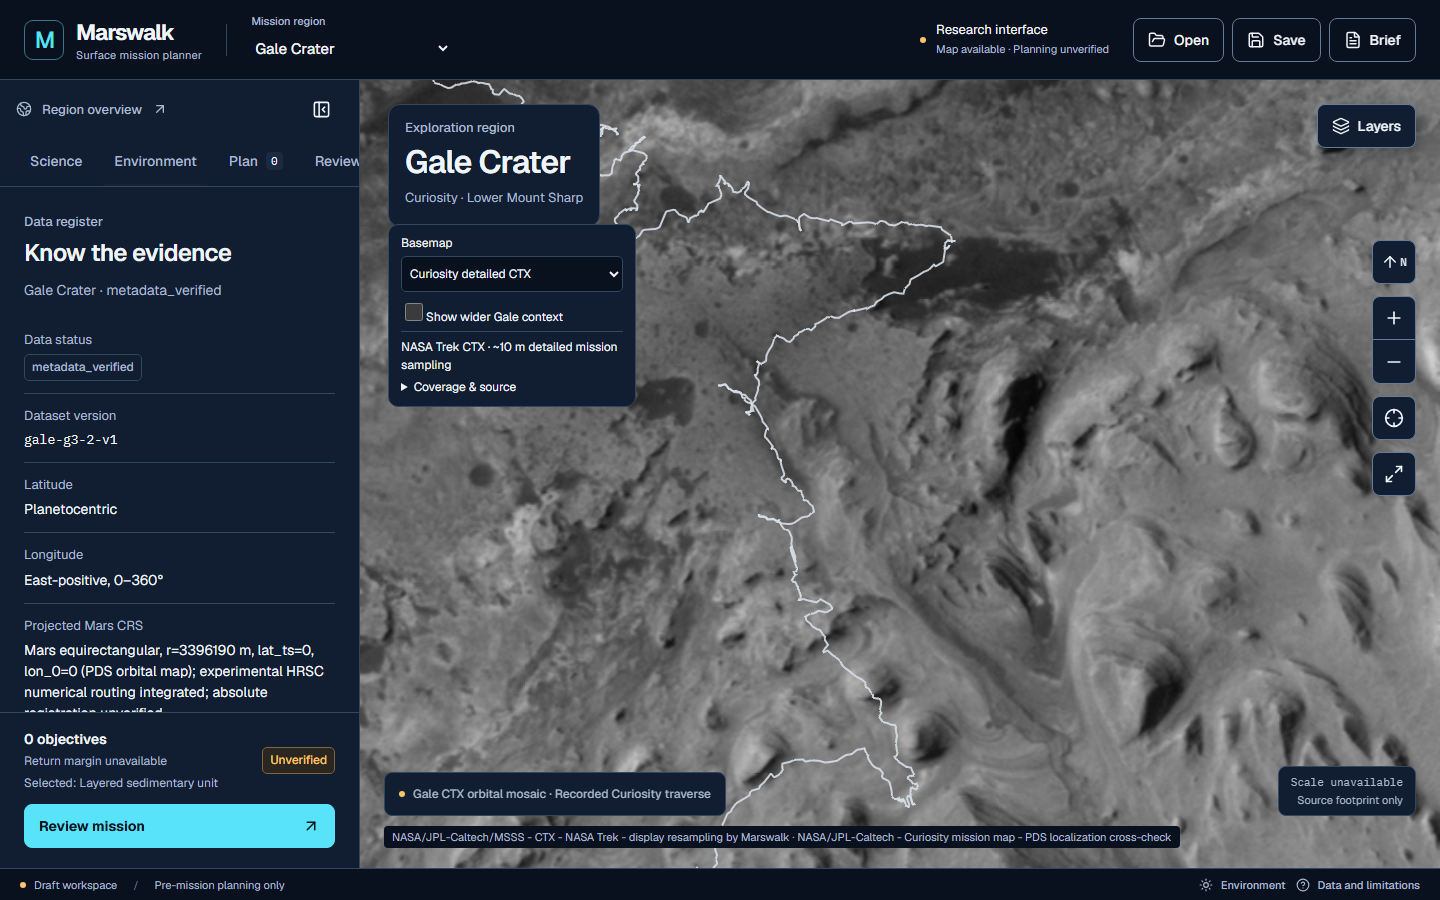 M
Marswalk
Surface mission planner
Mission region
Gale Crater
Research interface
Map available · Planning unverified
Open
Save
Brief
Region overview
Science
Environment
Plan 0
Review
Data register
Know the evidence
Gale Crater · metadata_verified
Data status
metadata_verified
Dataset version
gale-g3-2-v1
Latitude
Planetocentric
Longitude
East-positive, 0–360°
Projected Mars CRS
Mars equirectangular, r=3396190 m, lat_ts=0,
lon_0=0 (PDS orbital map); experimental HRSC
numerical routing integrated; absolute
registration unverified
0 objectives
Return margin unavailable
Selected: Layered sedimentary unit
Unverified
Review mission
Exploration region
Gale Crater
Curiosity · Lower Mount Sharp
Basemap
Curiosity detailed CTX
Show wider Gale context
NASA Trek CTX · ~10 m detailed mission
sampling
Coverage & source
Layers
N
Gale CTX orbital mosaic · Recorded Curiosity traverse
Scale unavailable
Source footprint only
NASA/JPL-Caltech/MSSS - CTX - NASA Trek - display resampling by Marswalk · NASA/JPL-Caltech - Curiosity mission map - PDS localization cross-check
Draft workspace / Pre-mission planning only
Environment
Data and limitations